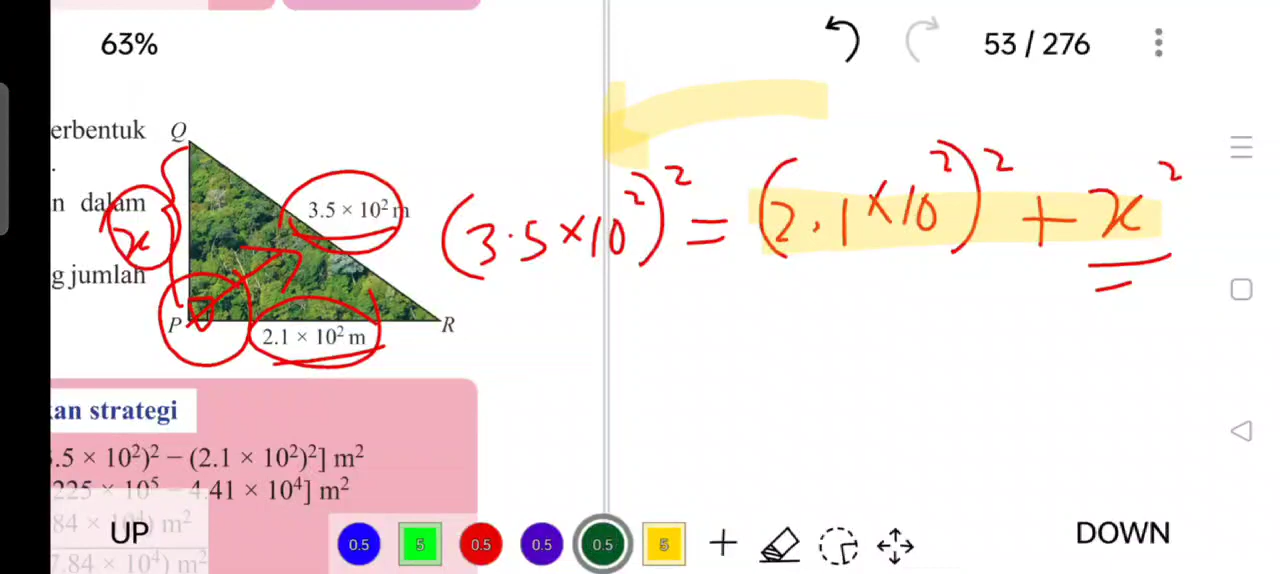 63%
53 / 276
erbentuk
Q
n dalam
x
3.5 × 10² m
(3.5 × 10²)² = (2.1 × 10²)² + x²
g jumlah
P
R
2.1 × 10² m
kan strategi
.5 × 10²)² − (2.1 × 10²)²] m²
225 × 10⁵ − 4.41 × 10⁴] m²
84 × 10⁴) m²
7.84 × 10⁴) m²
UP
0.5
5
0.5
0.5
0.5
5
DOWN